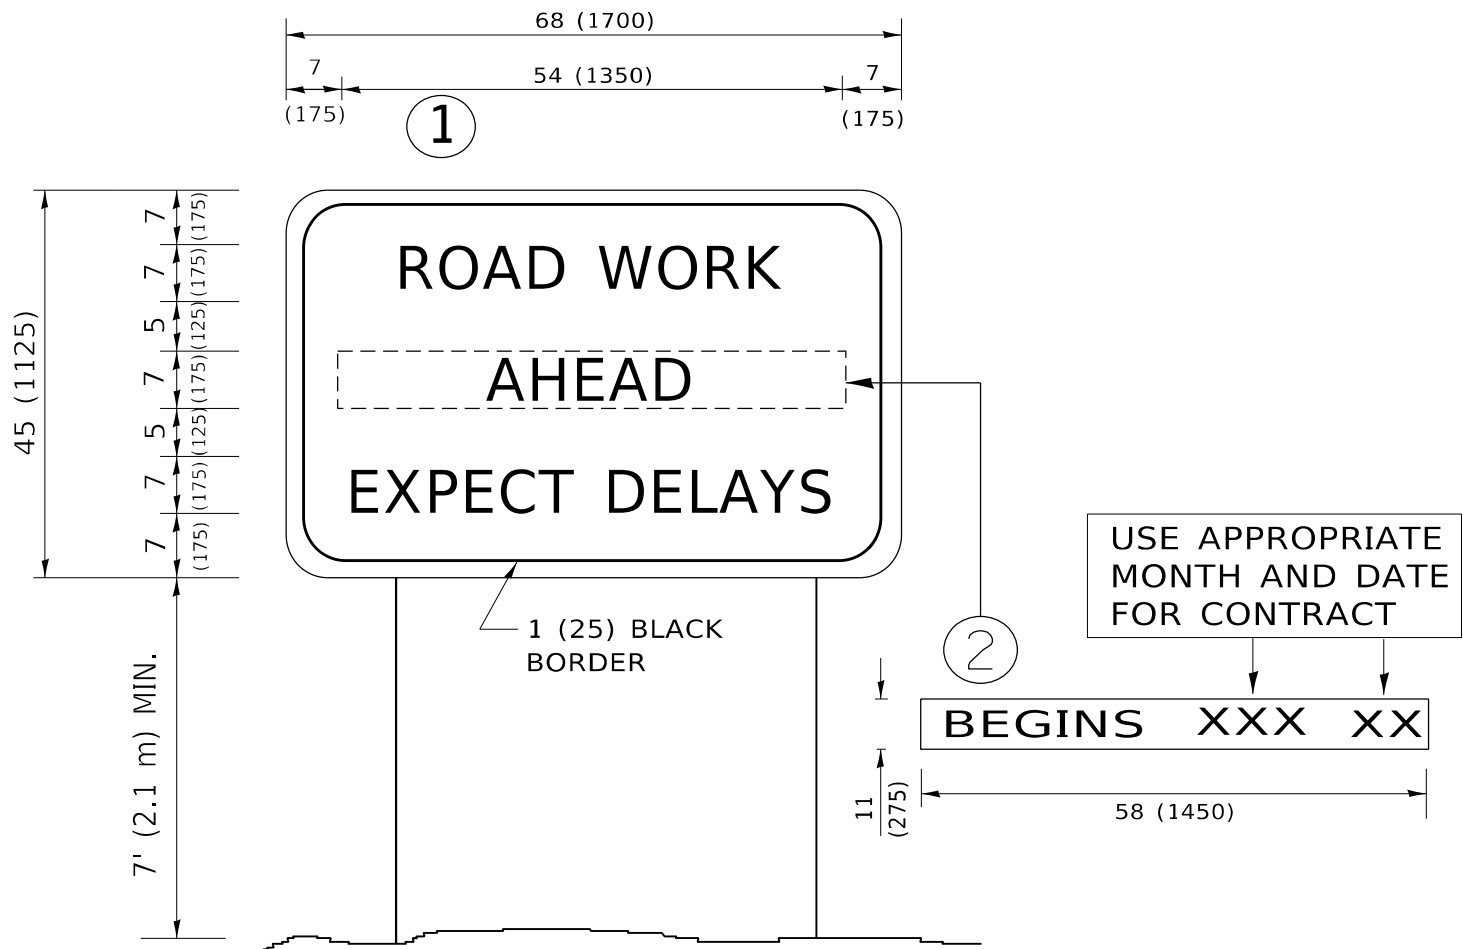 68 (1700)
7
54 (1350)
7
(175)
(175)
1
7
(175)
7
(175)
5
(125)
7
(175)
5
(125)
7
(175)
7
(175)
45 (1125)
ROAD WORK
AHEAD
EXPECT DELAYS
1 (25) BLACK
BORDER
7' (2.1 m) MIN.
2
USE APPROPRIATE
MONTH AND DATE
FOR CONTRACT
BEGINS XXX XX
11
(275)
58 (1450)